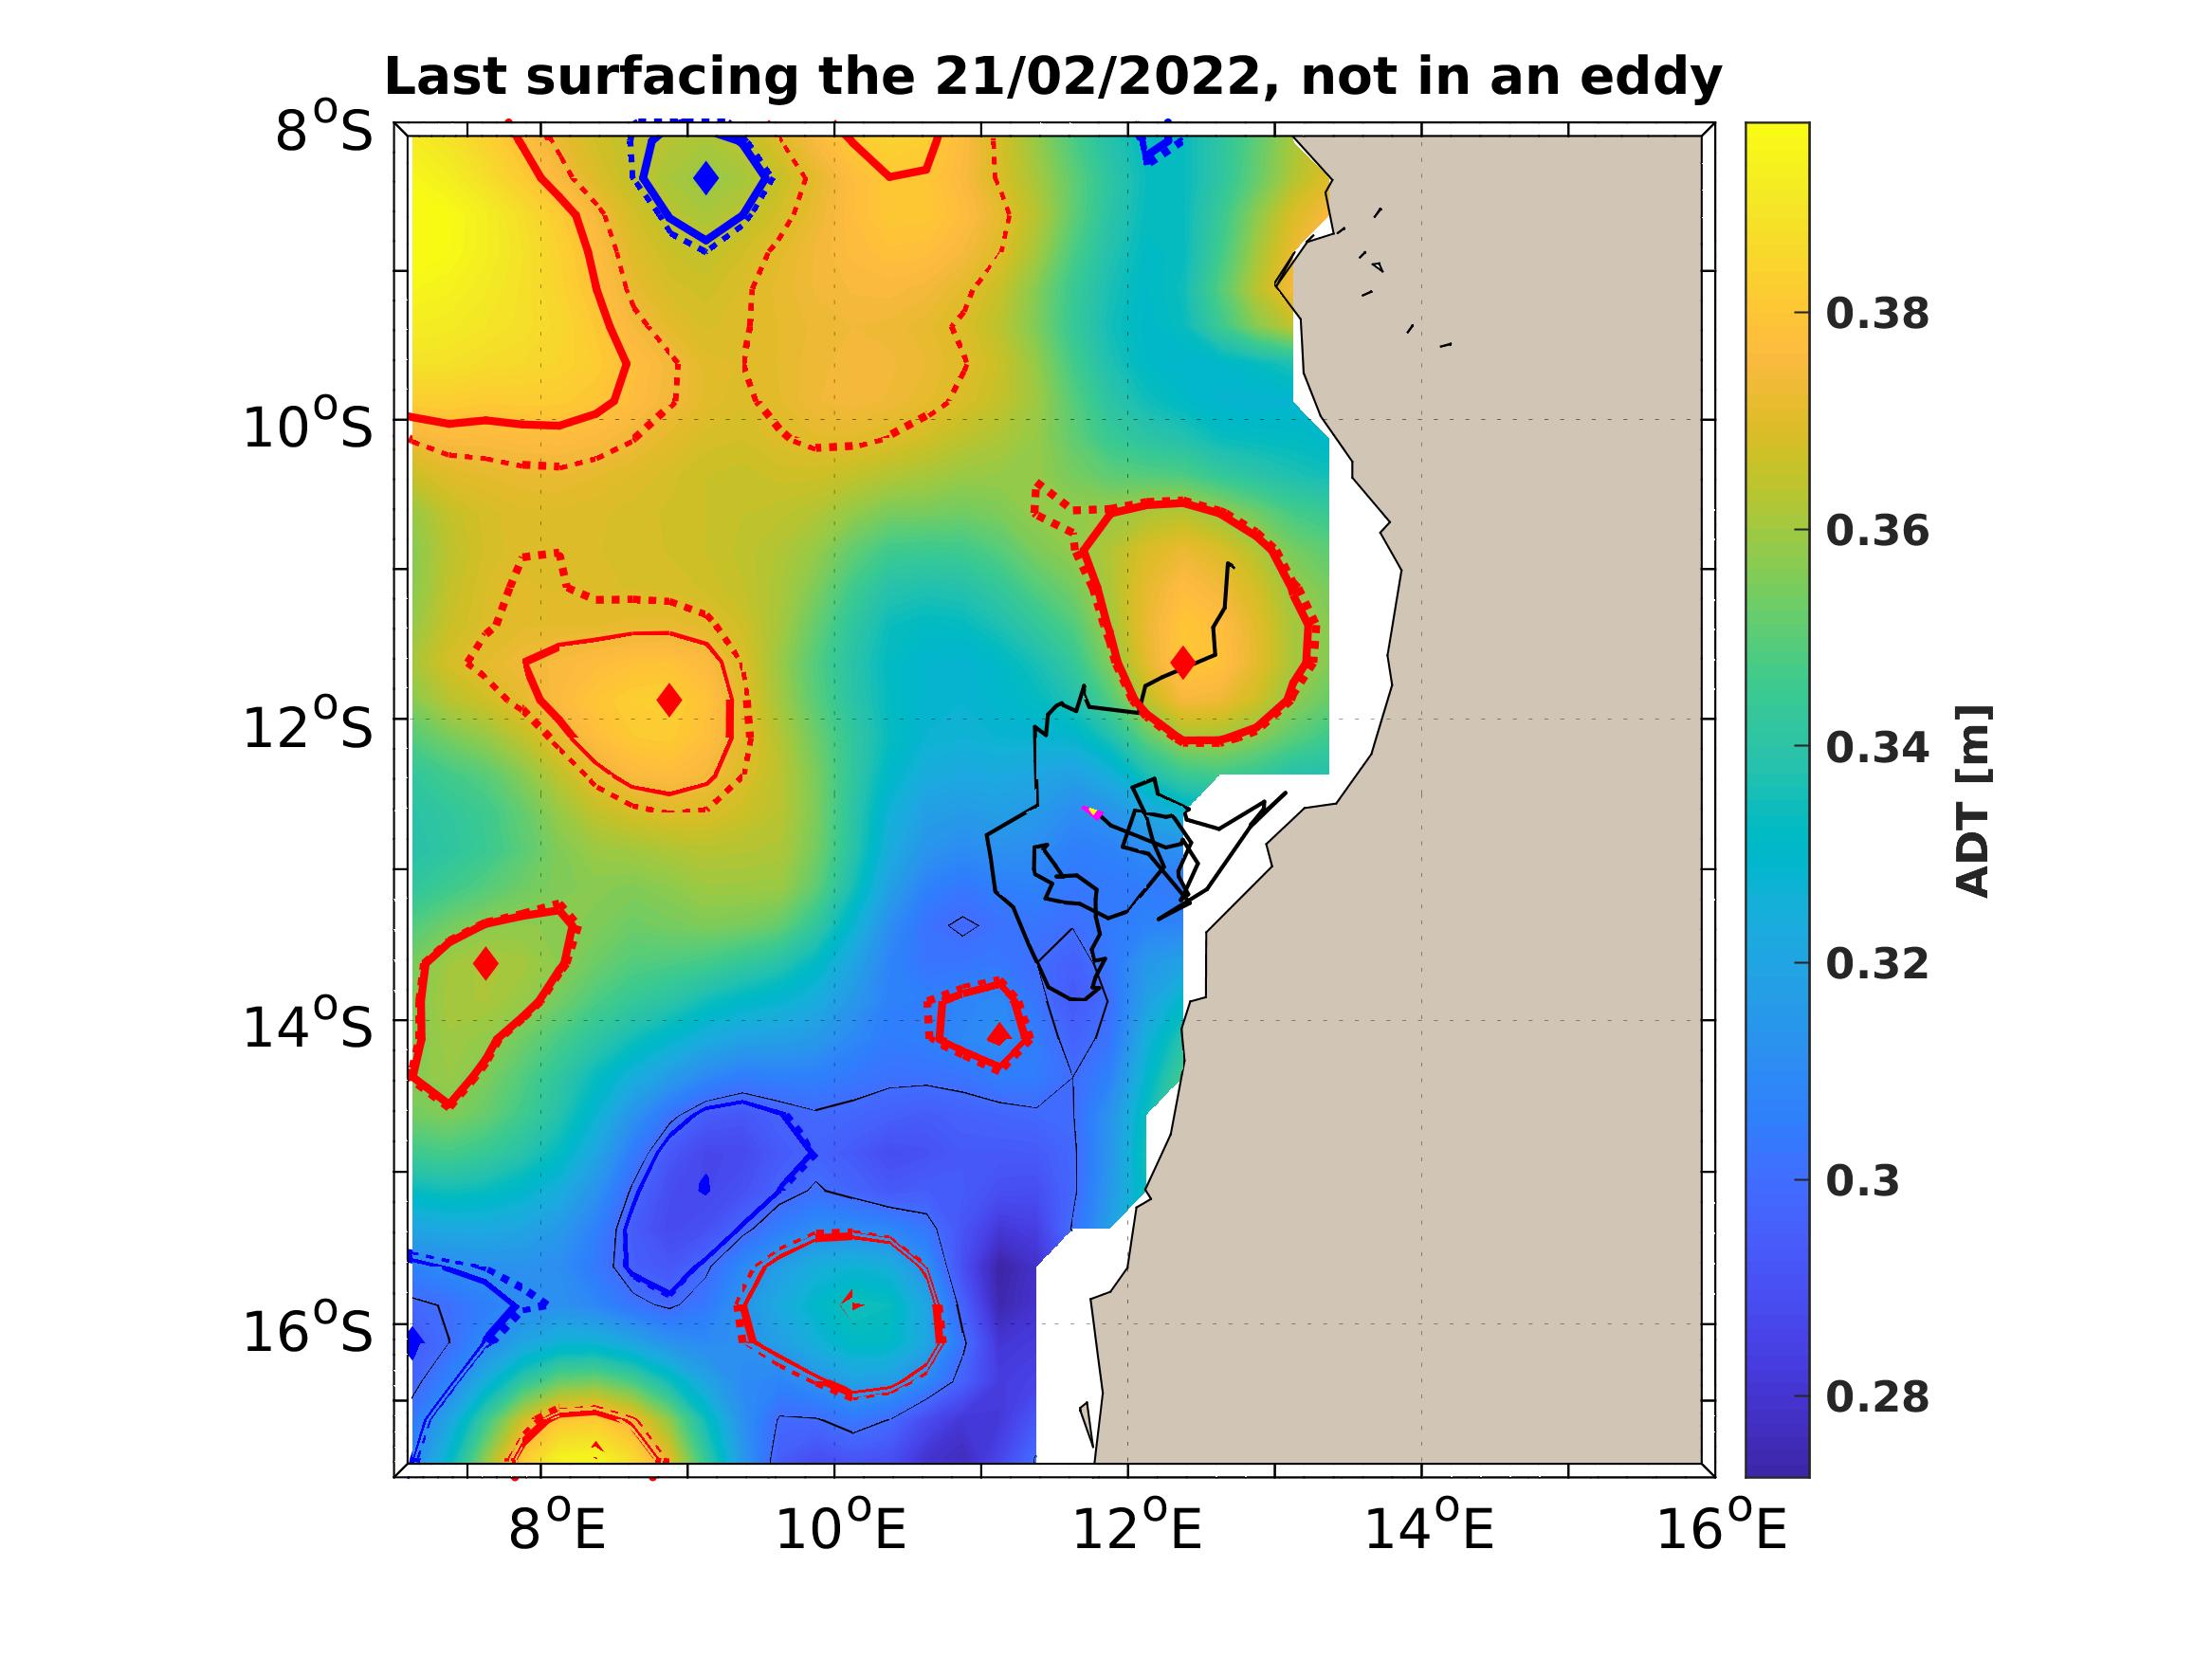 Last surfacing the 21/02/2022, not in an eddy
8°S
10°S
12°S
14°S
16°S
8°E
10°E
12°E
14°E
16°E
0.38
0.36
0.34
0.32
0.3
0.28
ADT [m]